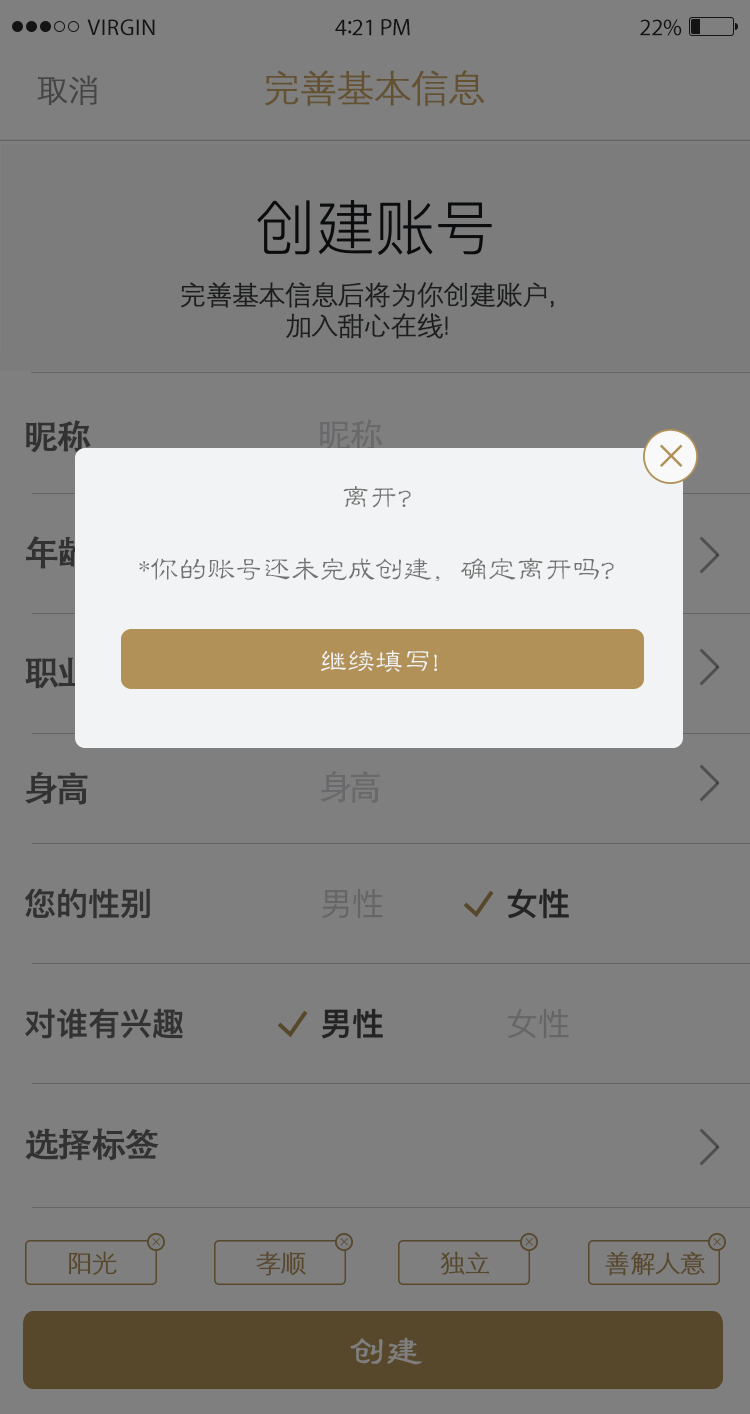 VIRGIN 4:21 PM 22%
取消 完善基本信息
创建账号
完善基本信息后将为你创建账户,
加入甜心在线!
昵称 昵称
离开?
*你的账号还未完成创建, 确定离开吗?
继续填写!
年龄
职业
身高 身高
您的性别 男性 女性
对谁有兴趣 男性 女性
选择标签
阳光 孝顺 独立 善解人意
创建